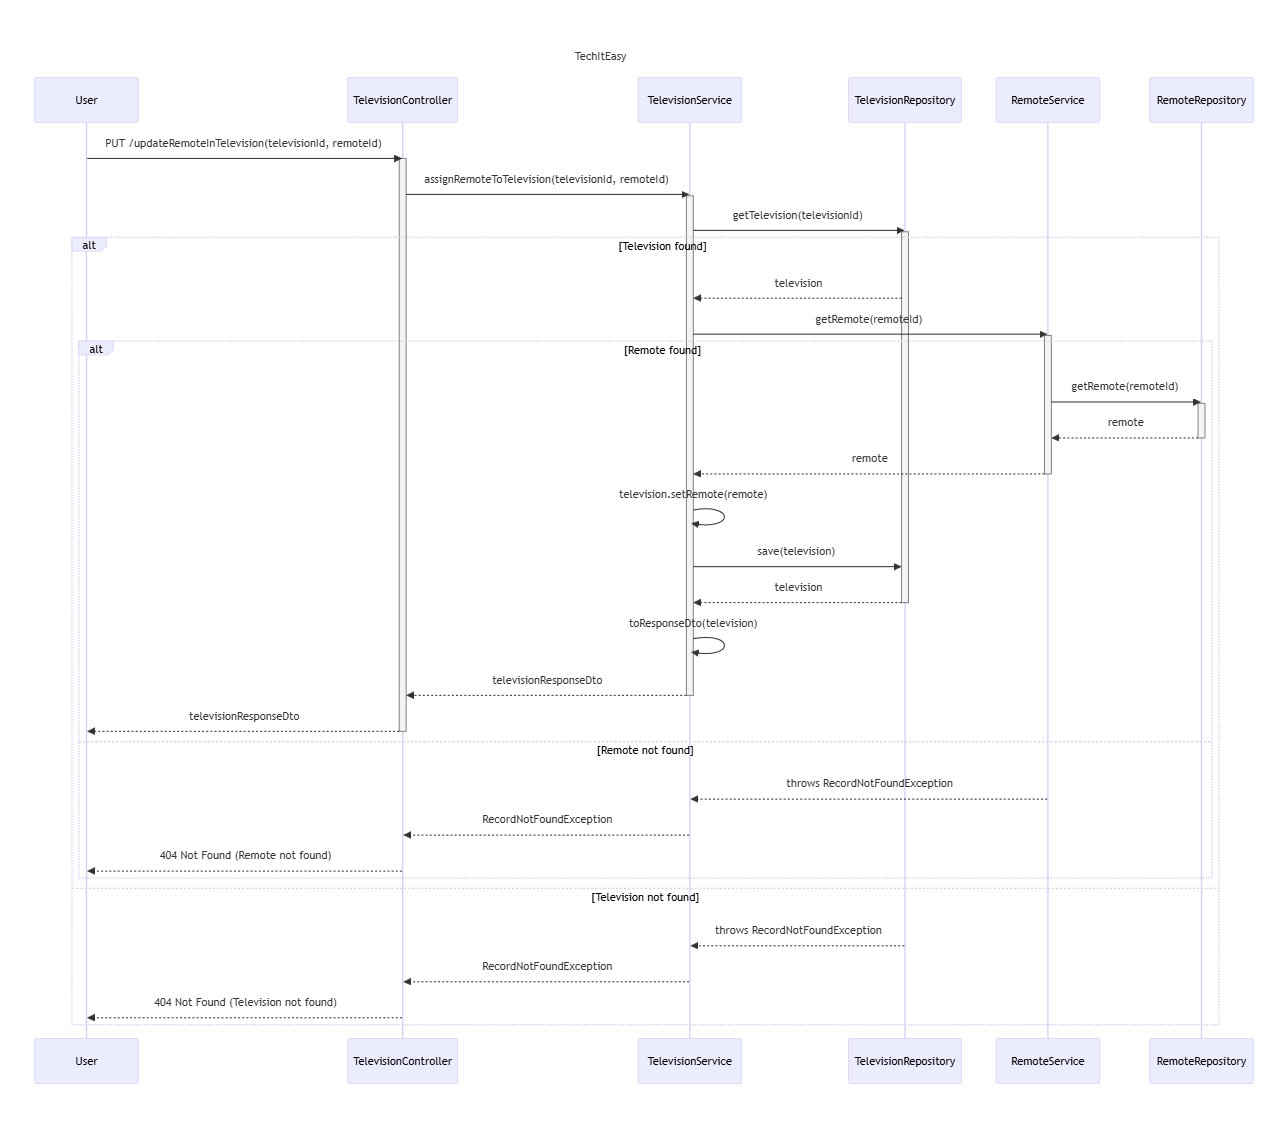 TechItEasy
User
TelevisionController
TelevisionService
TelevisionRepository
RemoteService
RemoteRepository
PUT /updateRemoteInTelevision(televisionId, remoteId)
assignRemoteToTelevision(televisionId, remoteId)
getTelevision(televisionId)
alt
[Television found]
television
getRemote(remoteId)
alt
[Remote found]
getRemote(remoteId)
remote
remote
television.setRemote(remote)
save(television)
television
toResponseDto(television)
televisionResponseDto
televisionResponseDto
[Remote not found]
throws RecordNotFoundException
RecordNotFoundException
404 Not Found (Remote not found)
[Television not found]
throws RecordNotFoundException
RecordNotFoundException
404 Not Found (Television not found)
User
TelevisionController
TelevisionService
TelevisionRepository
RemoteService
RemoteRepository